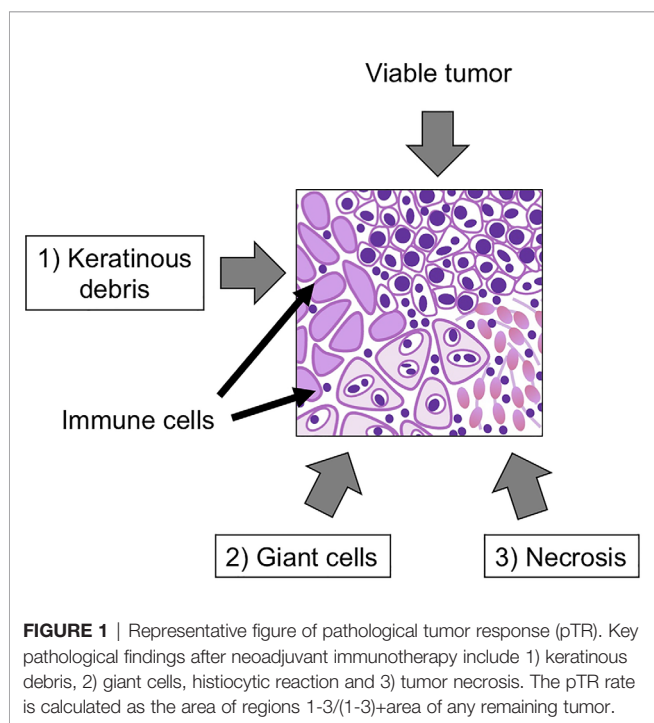 Viable tumor
1) Keratinous
debris
Immune cells
2) Giant cells
3) Necrosis
FIGURE 1 | Representative figure of pathological tumor response (pTR). Key
pathological findings after neoadjuvant immunotherapy include 1) keratinous
debris, 2) giant cells, histiocytic reaction and 3) tumor necrosis. The pTR rate
is calculated as the area of regions 1-3/(1-3)+area of any remaining tumor.